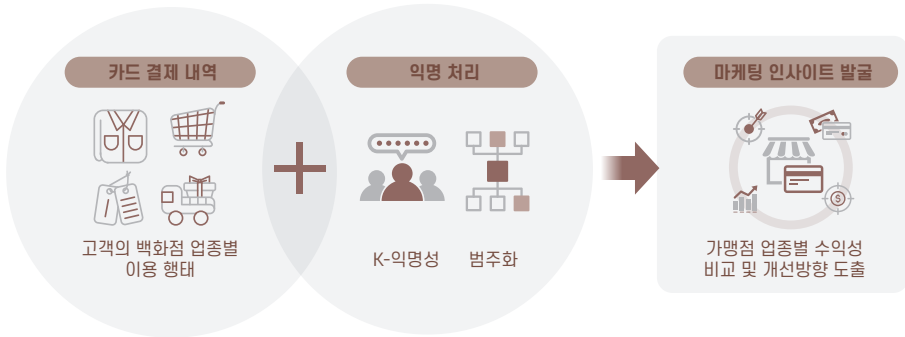 카드 결제 내역
고객의 백화점 업종별
이용 행태
익명 처리
K-익명성
범주화
마케팅 인사이트 발굴
$
가맹점 업종별 수익성
비교 및 개선방향 도출